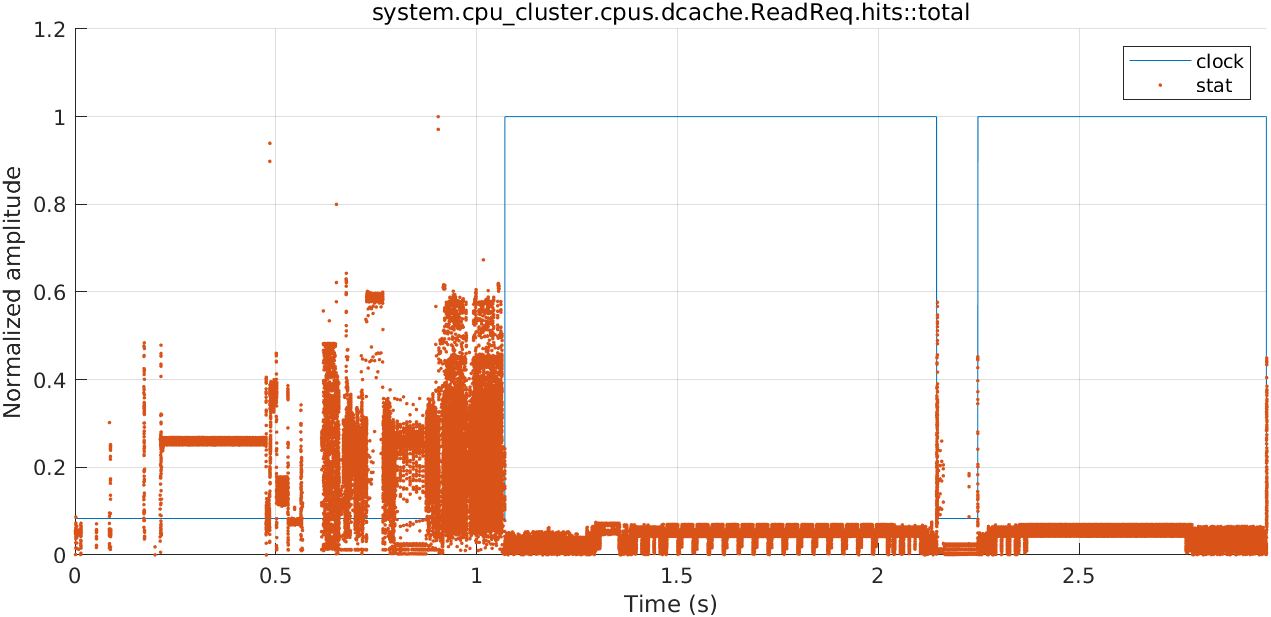 system.cpu_cluster.cpus.dcache.ReadReq.hits::total
clock
stat
Normalized amplitude
1.2
1
0.8
0.6
0.4
0.2
0
0 0.5 1 1.5 2 2.5
Time (s)